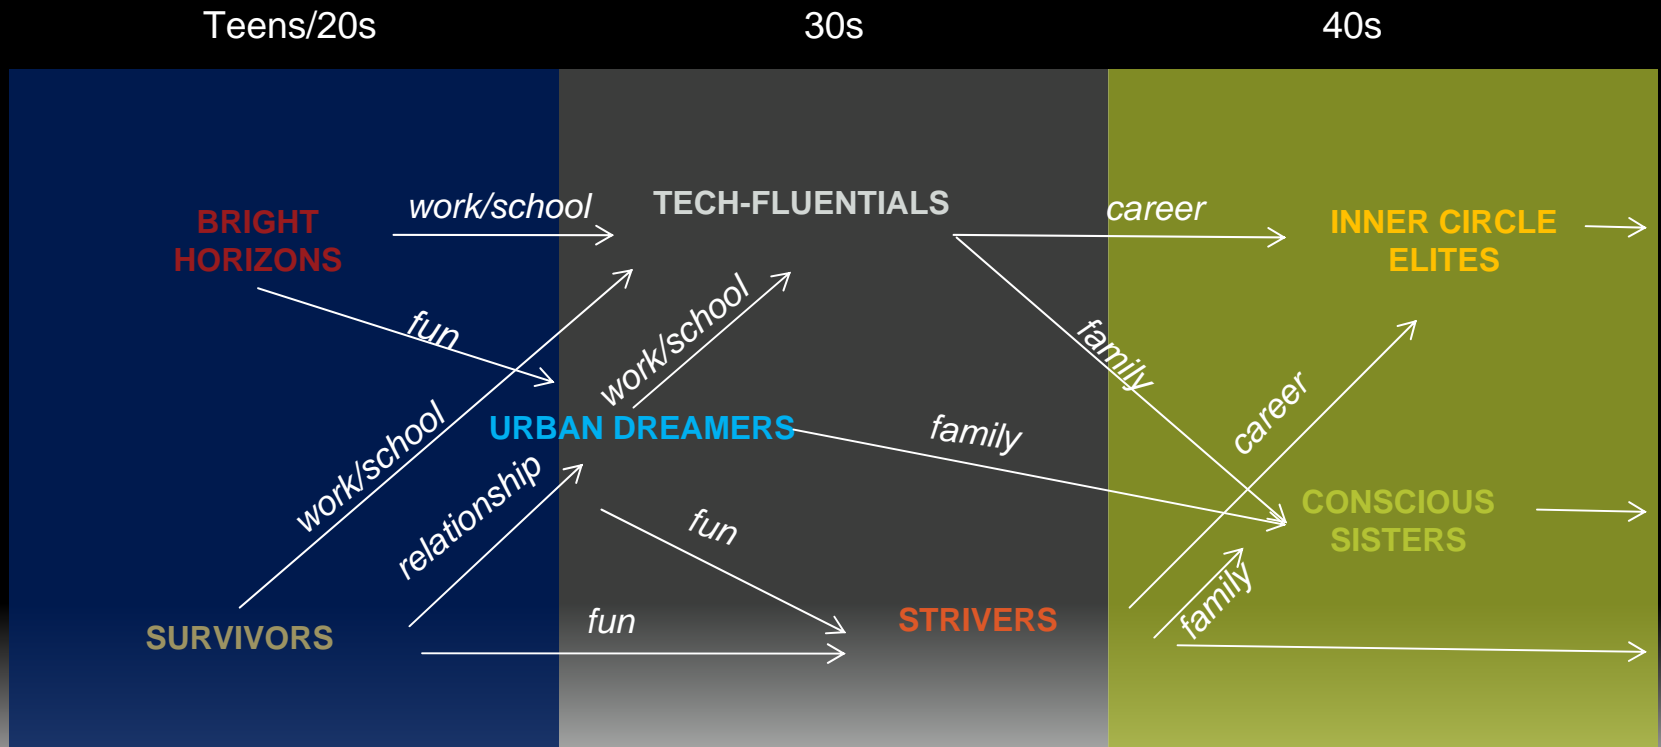 Teens/20s
30s
40s
BRIGHT
HORIZONS
work/school
TECH-FLUENTIALS
career
INNER CIRCLE
ELITES
fun
work/school
family
work/school
URBAN DREAMERS
family
career
relationship
fun
CONSCIOUS
SISTERS
SURVIVORS
fun
STRIVERS
family